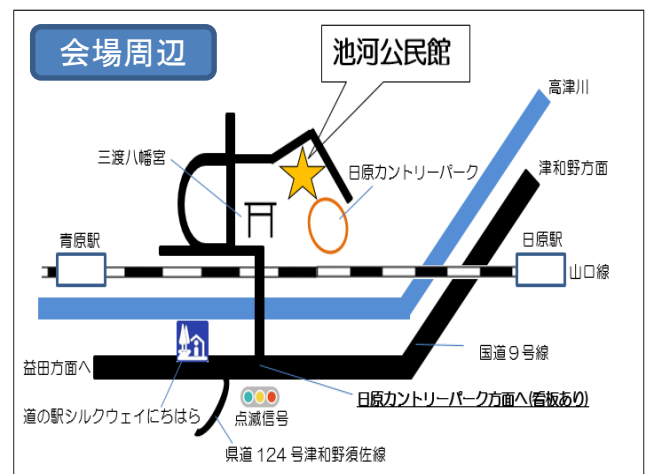 会場周辺
池河公民館
高津川
三渡八幡宮
日原カントリーパーク
津和野方面
青原駅
日原駅
山口線
国道９号線
益田方面へ
道の駅シルクウェイにちはら
点滅信号
日原カントリーパーク方面へ(看板あり)
県道124号津和野須佐線